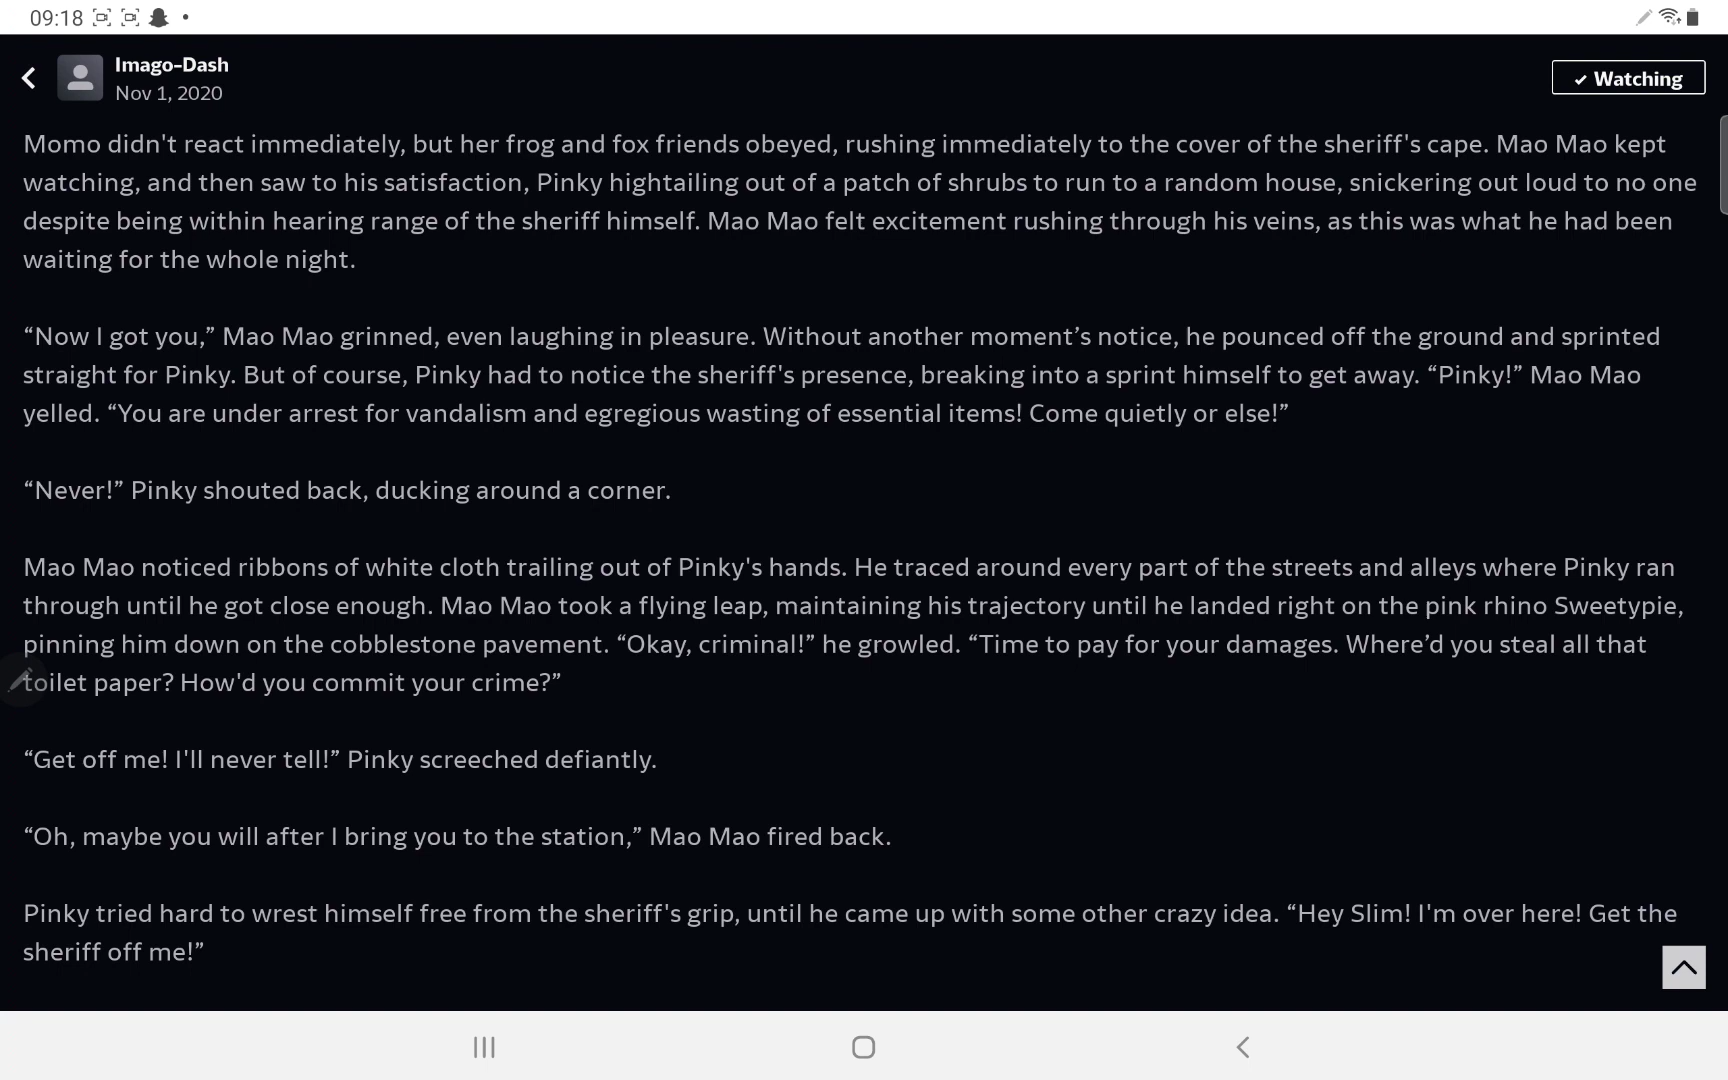 09:18
Imago-Dash
Nov 1, 2020
Watching
Momo didn't react immediately, but her frog and fox friends obeyed, rushing immediately to the cover of the sheriff's cape. Mao Mao kept
watching, and then saw to his satisfaction, Pinky hightailing out of a patch of shrubs to run to a random house, snickering out loud to no one
despite being within hearing range of the sheriff himself. Mao Mao felt excitement rushing through his veins, as this was what he had been
waiting for the whole night.
“Now I got you,” Mao Mao grinned, even laughing in pleasure. Without another moment’s notice, he pounced off the ground and sprinted
straight for Pinky. But of course, Pinky had to notice the sheriff's presence, breaking into a sprint himself to get away. “Pinky!” Mao Mao
yelled. “You are under arrest for vandalism and egregious wasting of essential items! Come quietly or else!”
“Never!” Pinky shouted back, ducking around a corner.
Mao Mao noticed ribbons of white cloth trailing out of Pinky's hands. He traced around every part of the streets and alleys where Pinky ran
through until he got close enough. Mao Mao took a flying leap, maintaining his trajectory until he landed right on the pink rhino Sweetypie,
pinning him down on the cobblestone pavement. “Okay, criminal!” he growled. “Time to pay for your damages. Where’d you steal all that
toilet paper? How'd you commit your crime?”
“Get off me! I'll never tell!” Pinky screeched defiantly.
“Oh, maybe you will after I bring you to the station,” Mao Mao fired back.
Pinky tried hard to wrest himself free from the sheriff's grip, until he came up with some other crazy idea. “Hey Slim! I'm over here! Get the
sheriff off me!”